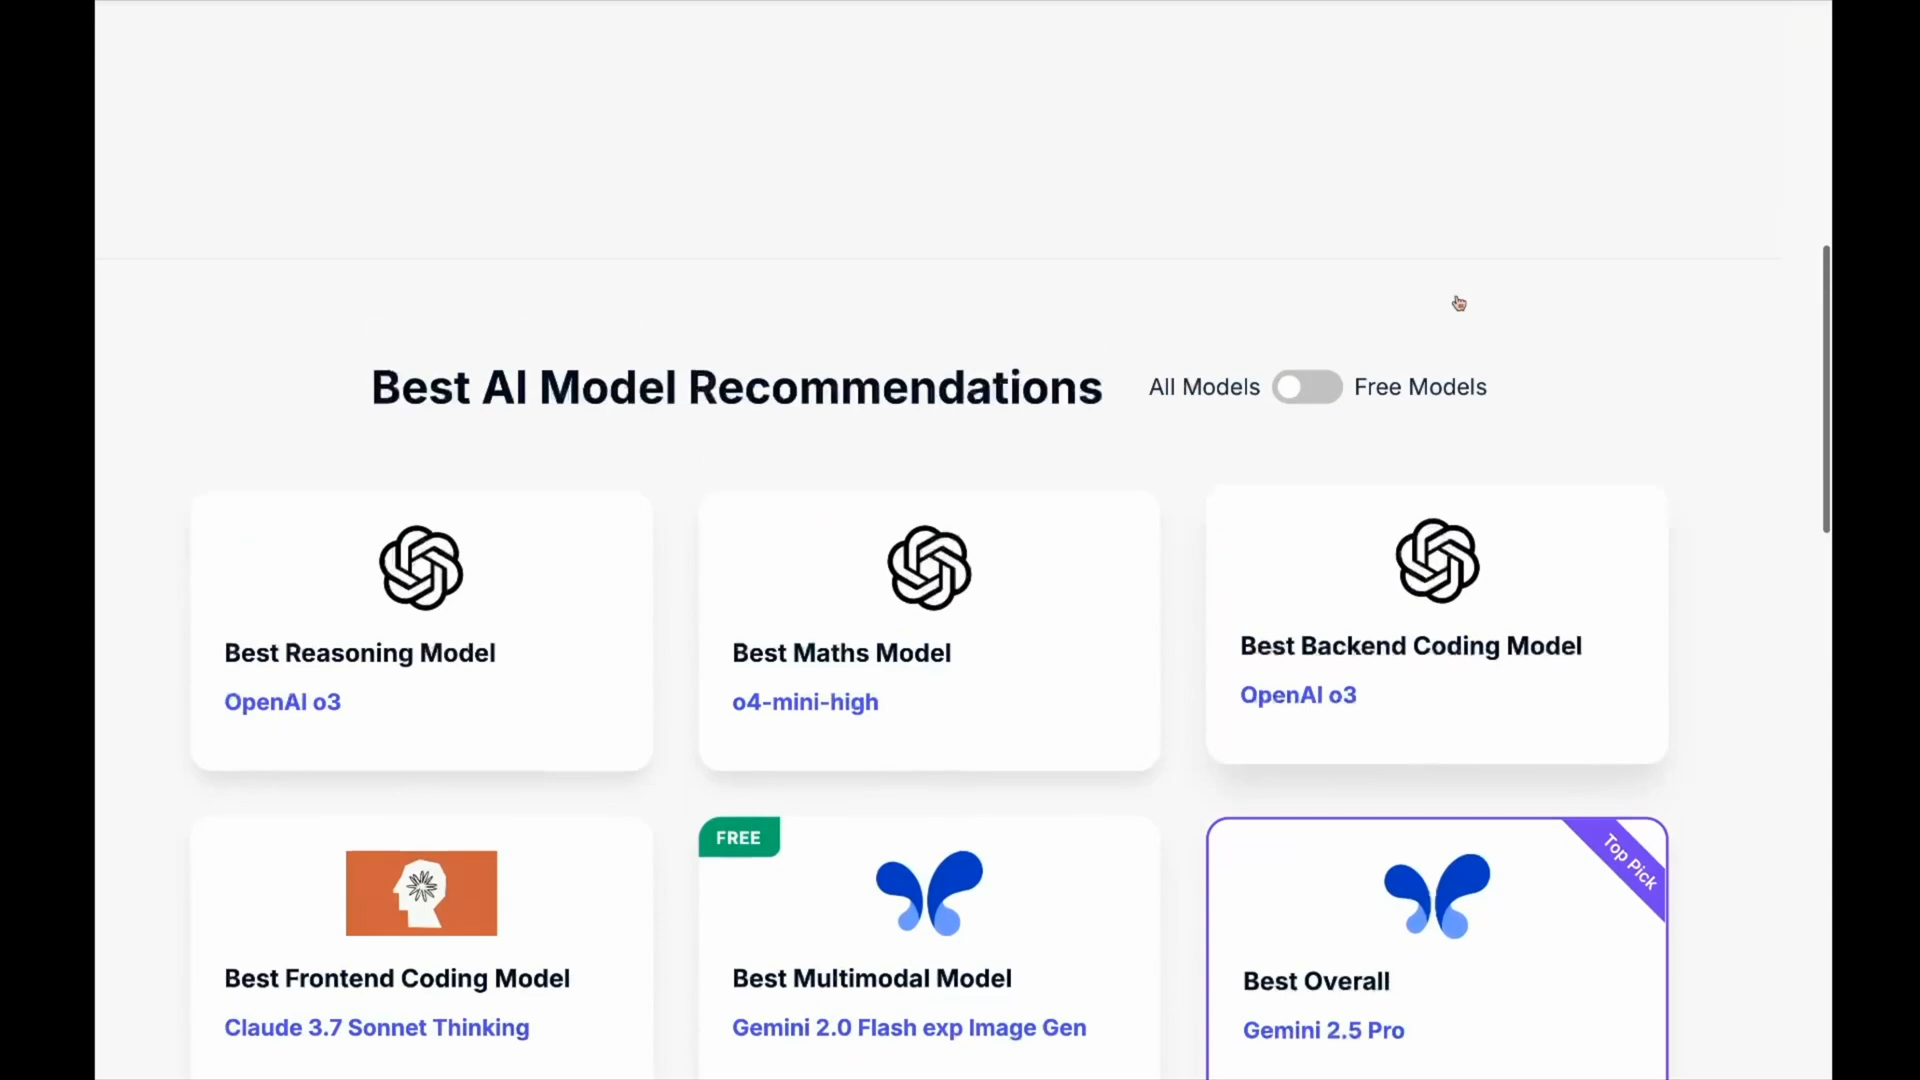 Best AI Model Recommendations
All Models
Free Models
Best Reasoning Model
OpenAI o3
Best Maths Model
o4-mini-high
Best Backend Coding Model
OpenAI o3
Best Frontend Coding Model
Claude 3.7 Sonnet Thinking
FREE
Best Multimodal Model
Gemini 2.0 Flash exp Image Gen
Top Pick
Best Overall
Gemini 2.5 Pro